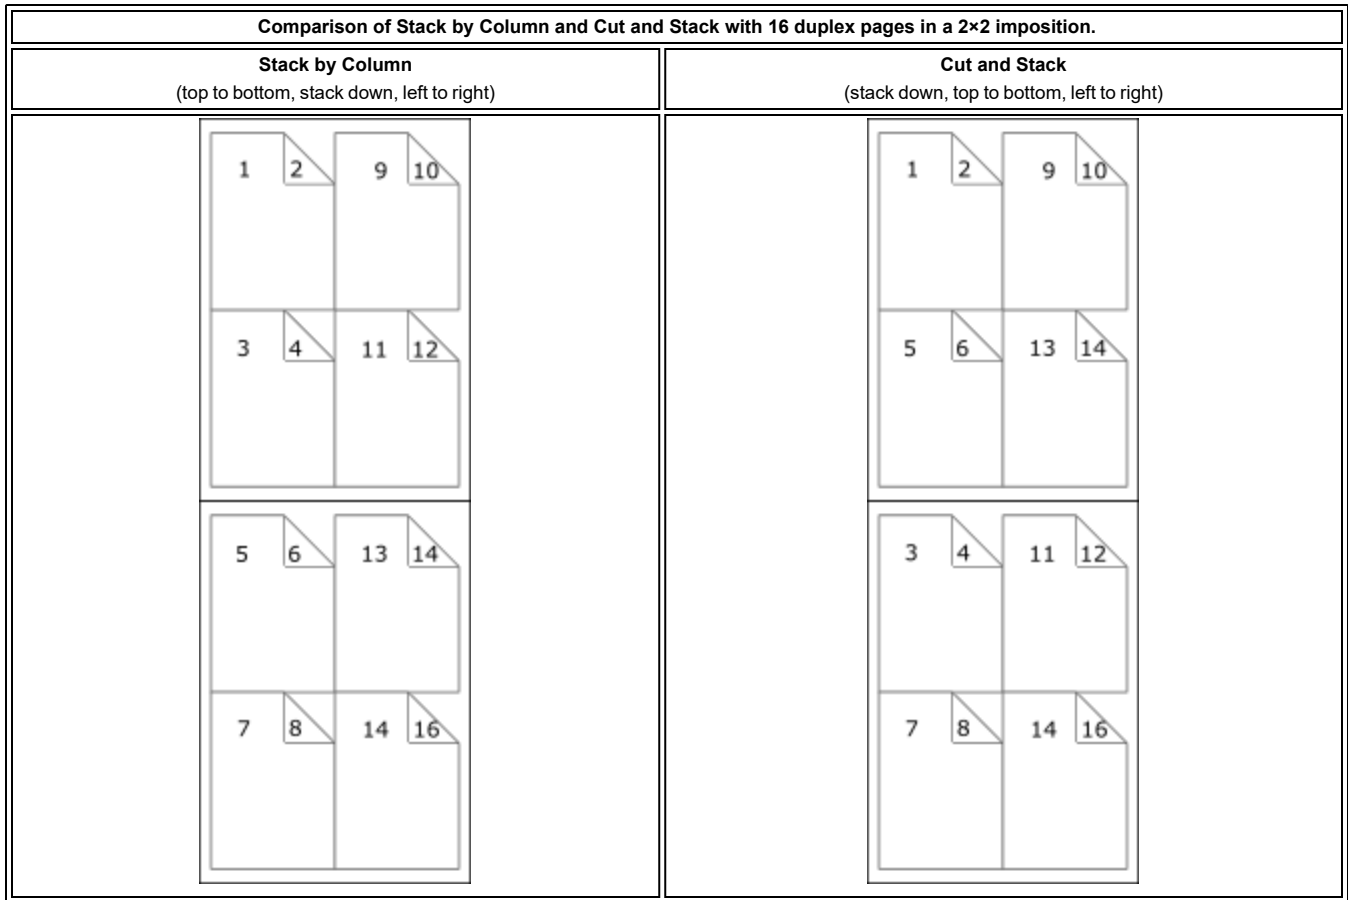 Comparison of Stack by Column and Cut and Stack with 16 duplex pages in a 2×2 imposition.
Stack by Column
(top to bottom, stack down, left to right)
Cut and Stack
(stack down, top to bottom, left to right)
1 2 9 10
3 4 11 12
5 6 13 14
7 8 14 16
1 2 9 10
5 6 13 14
3 4 11 12
7 8 14 16